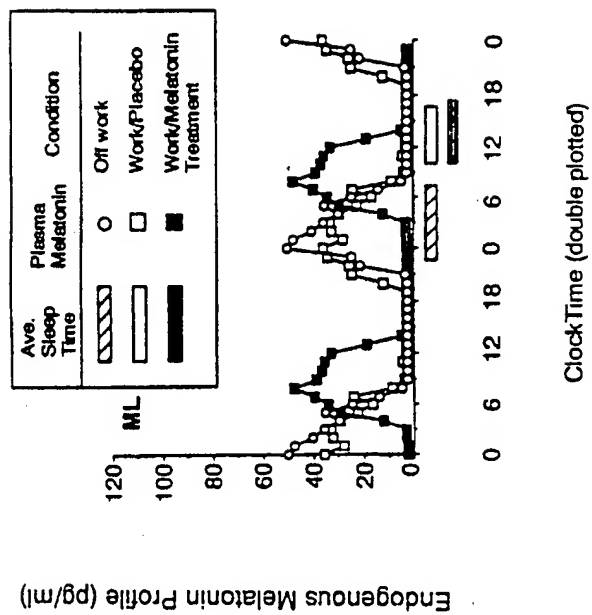 Ave. Sleep Time
Plasma Melatonin
Condition
Off work
Work/Placebo
Work/Melatonin Treatment
ML
Endogenous Melatonin Profile (pg/ml)
120
100
80
60
40
20
0
0 6 12 18 0 6 12 18 0
ClockTime (double plotted)